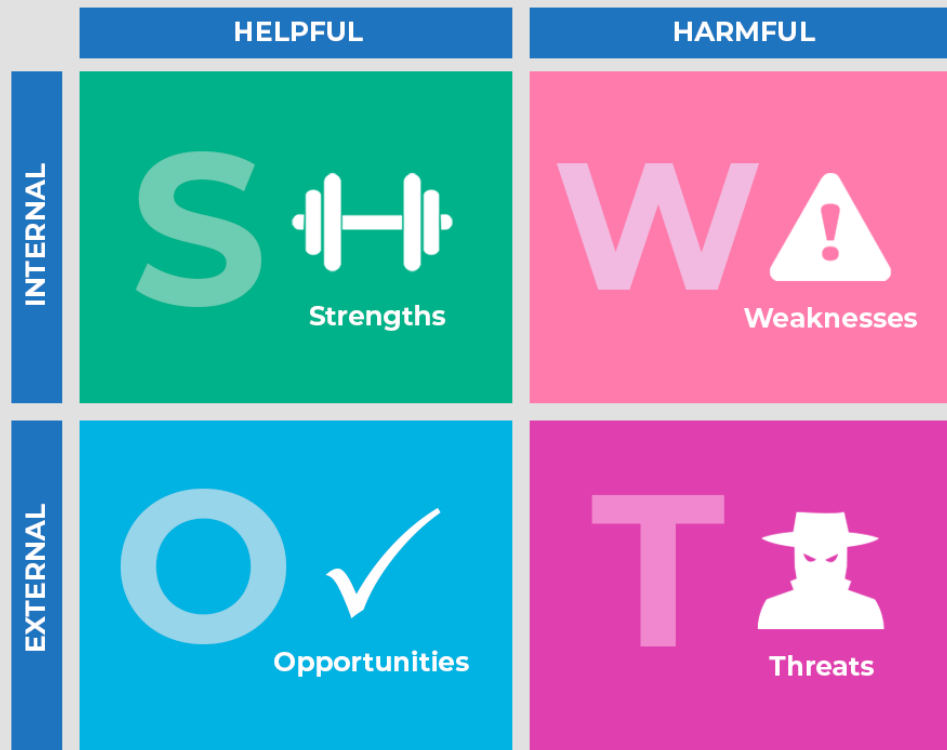 HELPFUL
HARMFUL
INTERNAL
S
Strengths
W
!
Weaknesses
EXTERNAL
O
Opportunities
T
Threats